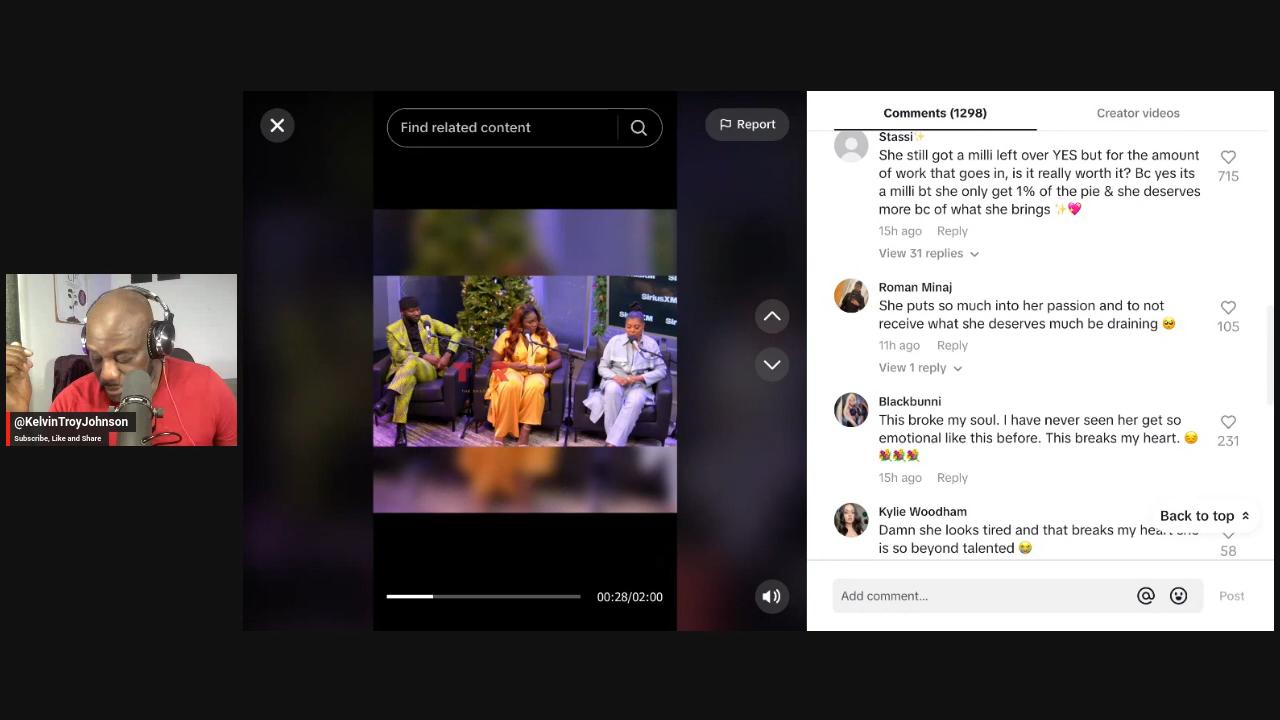 Find related content
Report
SiriusXM
@KelvinTroyJohnson
Subscribe, Like and Share
00:28/02:00
Comments (1298)
Creator videos
Stassi✨
She still got a milli left over YES but for the amount
of work that goes in, is it really worth it? Bc yes its
a milli bt she only get 1% of the pie & she deserves
more bc of what she brings ✨💖
715
15h ago Reply
View 31 replies
Roman Minaj
She puts so much into her passion and to not
receive what she deserves much be draining 🥺
105
11h ago Reply
View 1 reply
Blackbunni
This broke my soul. I have never seen her get so
emotional like this before. This breaks my heart. 😔
💐💐💐
231
15h ago Reply
Kylie Woodham
Back to top
Damn she looks tired and that breaks my heart she
is so beyond talented 😭
58
Add comment...
Post